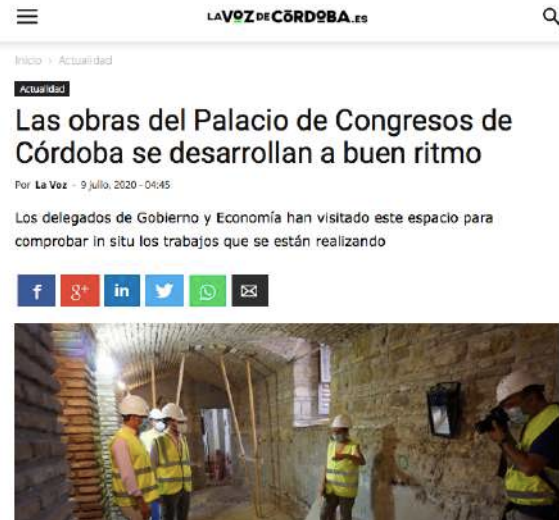 LAVOZDECÓRDOBA.ES
Inicio > Actualidad
Actualidad
Las obras del Palacio de Congresos de
Córdoba se desarrollan a buen ritmo
Por La Voz - 9 julio, 2020 - 04:45
Los delegados de Gobierno y Economía han visitado este espacio para
comprobar in situ los trabajos que se están realizando
f g+ in